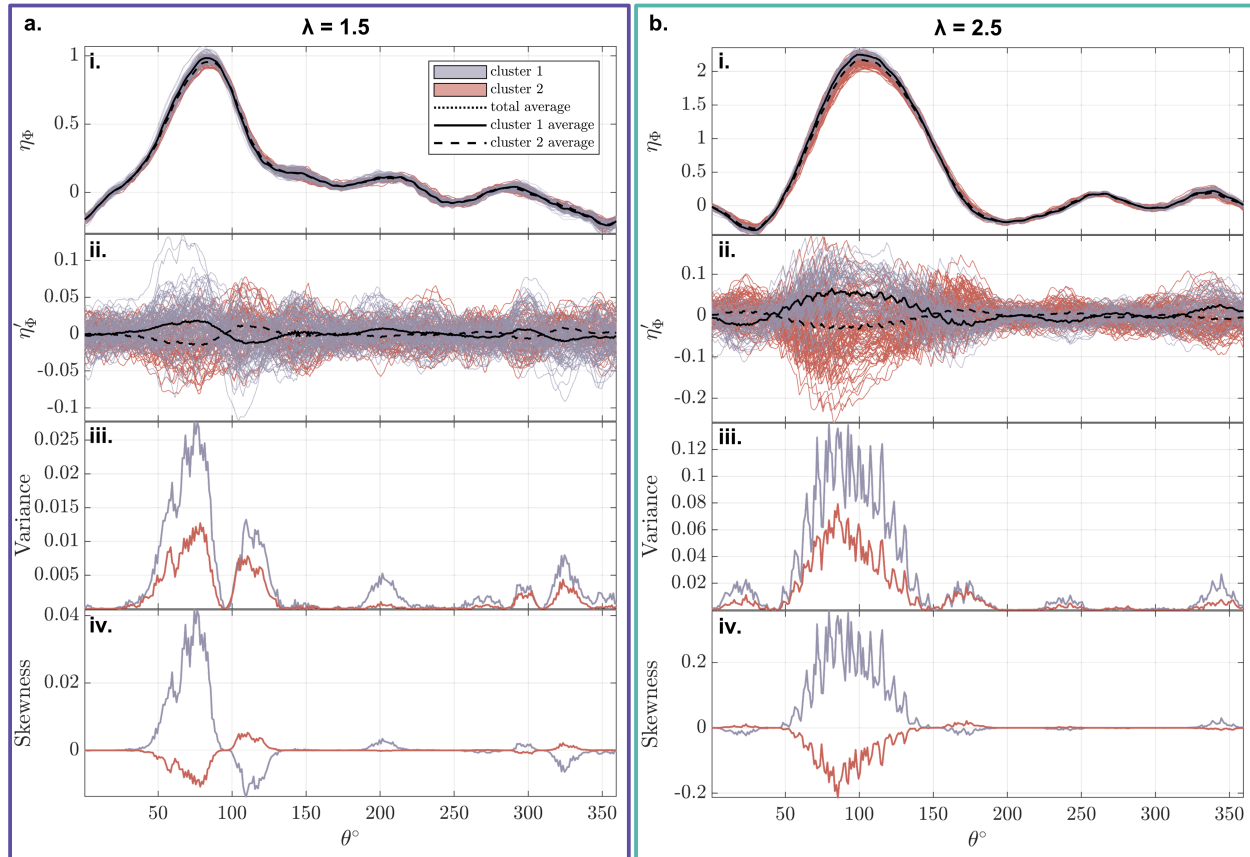 a.
λ = 1.5
i.
1
0.5
0
η_Φ
cluster 1
cluster 2
total average
cluster 1 average
cluster 2 average
ii.
0.1
0.05
0
-0.05
-0.1
η′_Φ
iii.
0.025
0.02
0.015
0.01
0.005
Variance
iv.
0.04
0.02
0
Skewness
50
100
150
200
250
300
350
θ°
b.
λ = 2.5
i.
2
1.5
1
0.5
0
η_Φ
ii.
0.1
0
-0.1
-0.2
η′_Φ
iii.
0.12
0.1
0.08
0.06
0.04
0.02
Variance
iv.
0.2
0
-0.2
Skewness
50
100
150
200
250
300
350
θ°